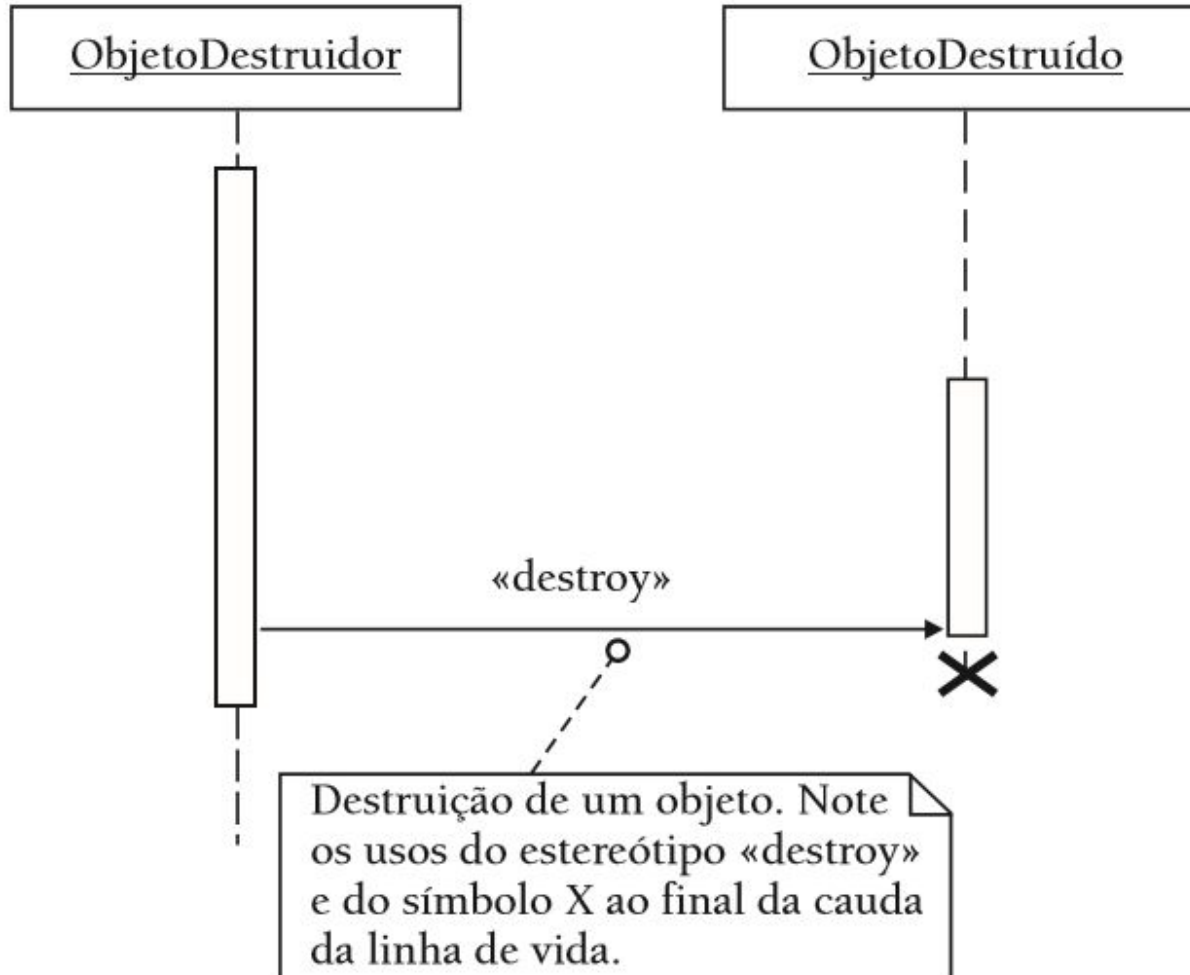 ObjetoDestruidor
ObjetoDestruído
«destroy»
Destruição de um objeto. Note
os usos do estereótipo «destroy»
e do símbolo X ao final da cauda
da linha de vida.